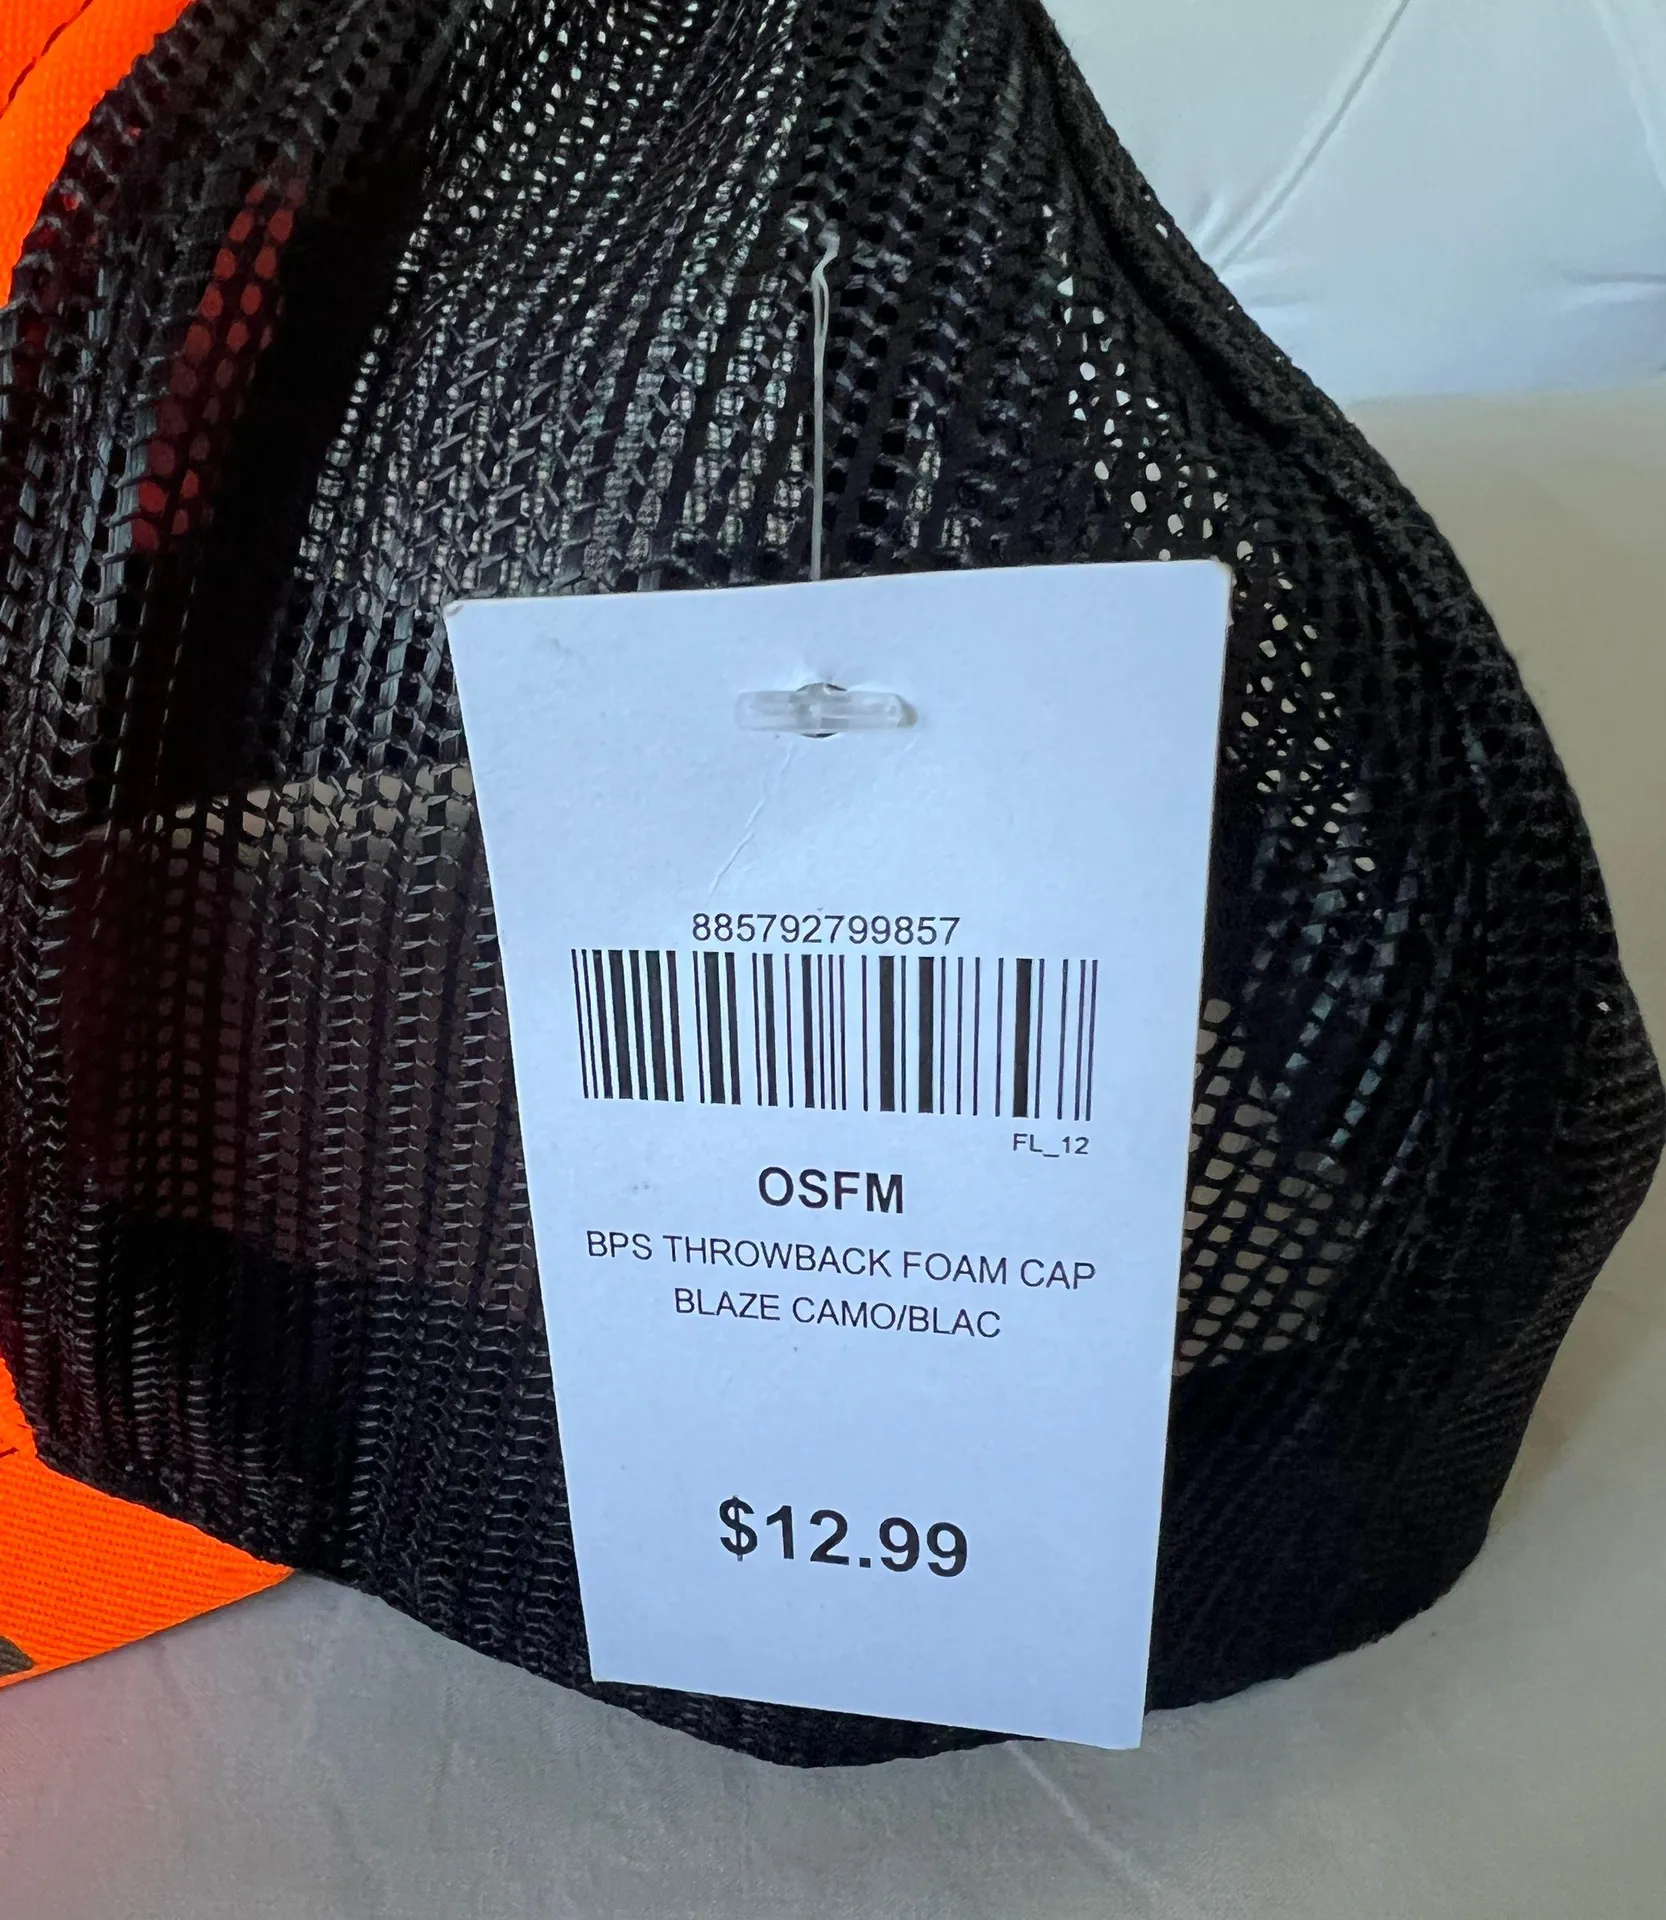 885792799857
FL_12
OSFM
BPS THROWBACK FOAM CAP
BLAZE CAMO/BLAC
$12.99